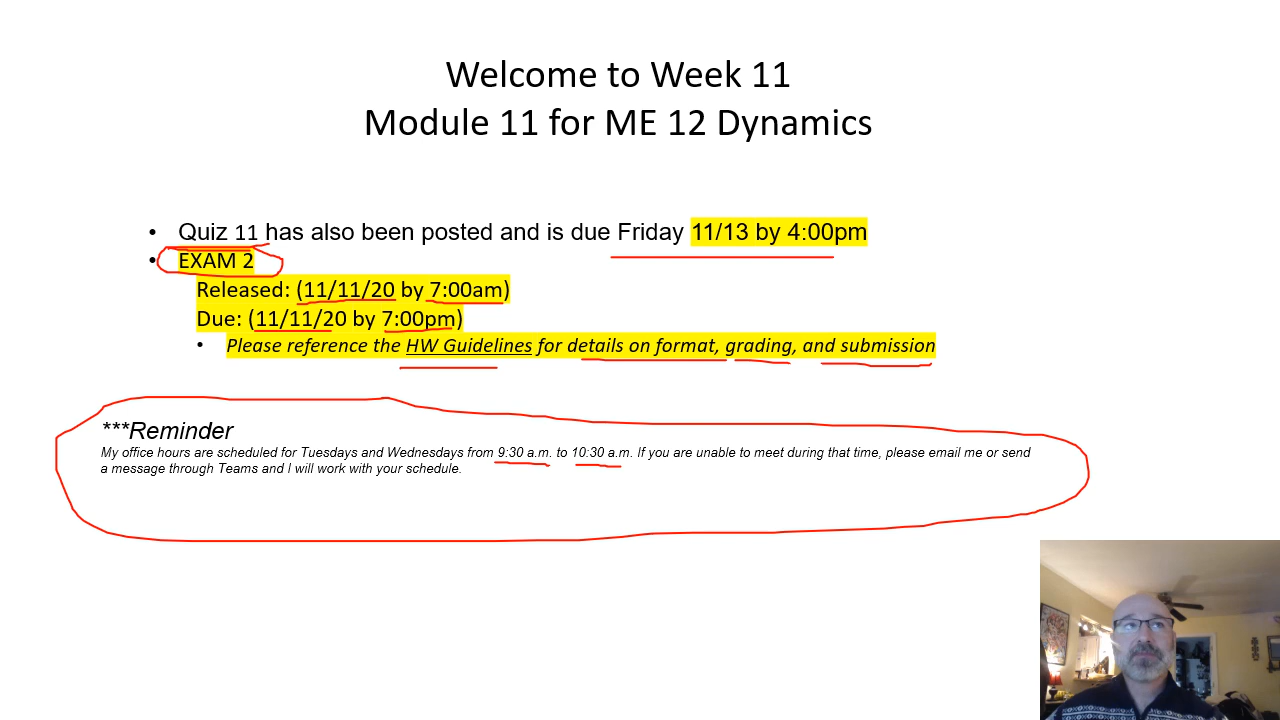 Welcome to Week 11
Module 11 for ME 12 Dynamics
• Quiz 11 has also been posted and is due Friday 11/13 by 4:00pm
• EXAM 2
Released: (11/11/20 by 7:00am)
Due: (11/11/20 by 7:00pm)
• Please reference the HW Guidelines for details on format, grading, and submission
***Reminder
My office hours are scheduled for Tuesdays and Wednesdays from 9:30 a.m. to 10:30 a.m. If you are unable to meet during that time, please email me or send
a message through Teams and I will work with your schedule.